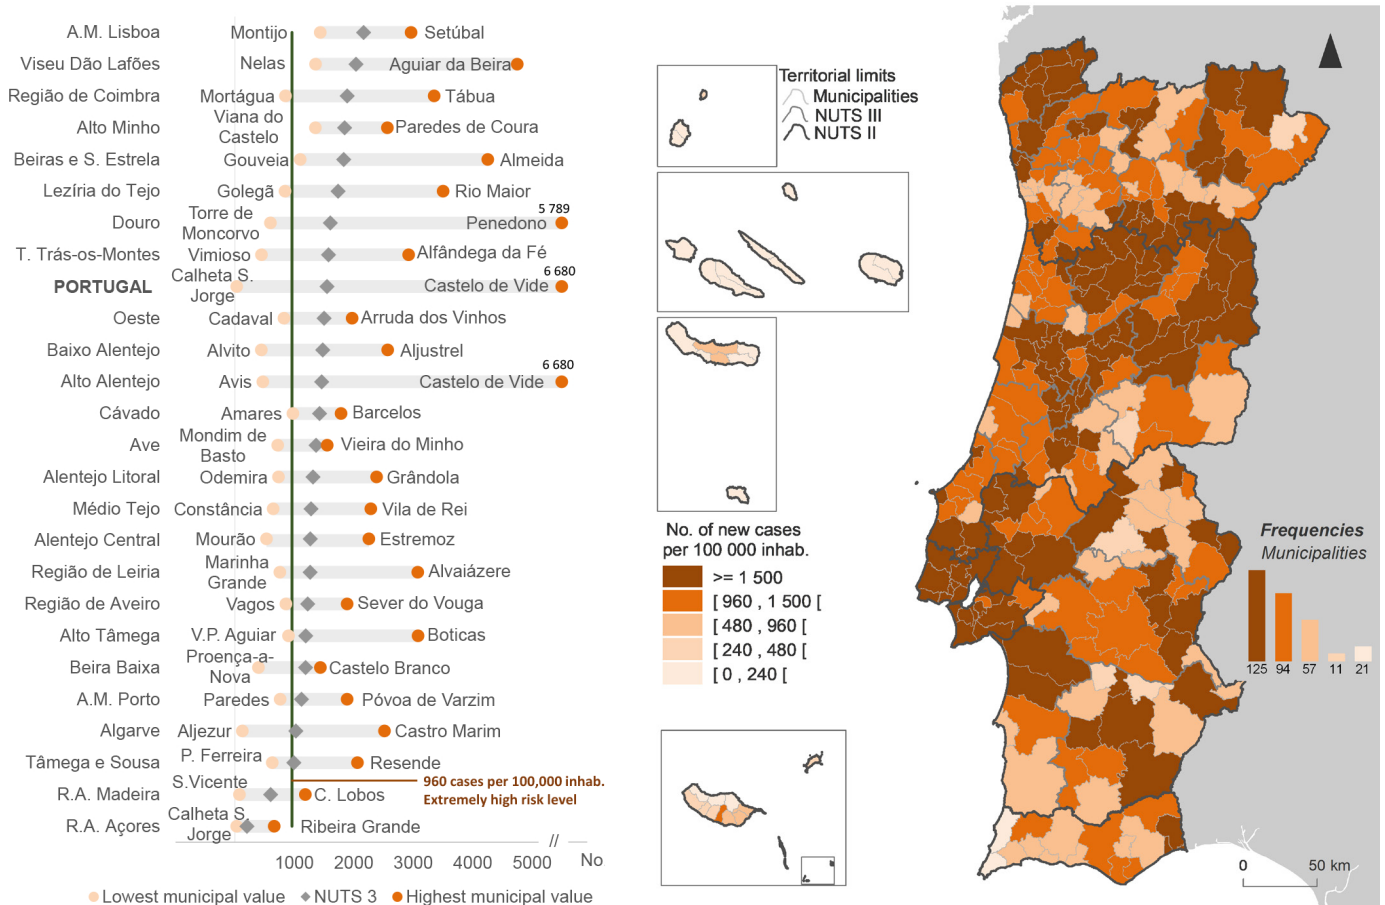 A.M. Lisboa Montijo Setúbal
Viseu Dão Lafões Nelas Aguiar da Beira
Região de Coimbra Mortágua Tábua
Alto Minho Viana do
Castelo Paredes de Coura
Beiras e S. Estrela Gouveia Almeida
Lezíria do Tejo Golegã Rio Maior
Douro Torre de
Moncorvo Penedono 5 789
T. Trás-os-Montes Vimioso Alfândega da Fé
PORTUGAL Calheta S.
Jorge Castelo de Vide 6 680
Oeste Cadaval Arruda dos Vinhos
Baixo Alentejo Alvito Aljustrel
Alto Alentejo Avis Castelo de Vide 6 680
Cávado Amares Barcelos
Ave Mondim de
Basto Vieira do Minho
Alentejo Litoral Odemira Grândola
Médio Tejo Constância Vila de Rei
Alentejo Central Mourão Estremoz
Região de Leiria Marinha
Grande Alvaiázere
Região de Aveiro Vagos Sever do Vouga
Alto Tâmega V.P. Aguiar Boticas
Beira Baixa Proença-a-
Nova Castelo Branco
A.M. Porto Paredes Póvoa de Varzim
Algarve Aljezur Castro Marim
Tâmega e Sousa P. Ferreira Resende
R.A. Madeira S.Vicente C. Lobos
R.A. Açores Calheta S.
Jorge Ribeira Grande
960 cases per 100,000 inhab.
Extremely high risk level
1000 2000 3000 4000 5000 // No
Lowest municipal value NUTS 3 Highest municipal value
Territorial limits
Municipalities
NUTS III
NUTS II
No. of new cases
per 100 000 inhab.
>= 1 500
[ 960 , 1 500 [
[ 480 , 960 [
[ 240 , 480 [
[ 0 , 240 [
Frequencies
Municipalities
125 94 57 11 21
0 50 km